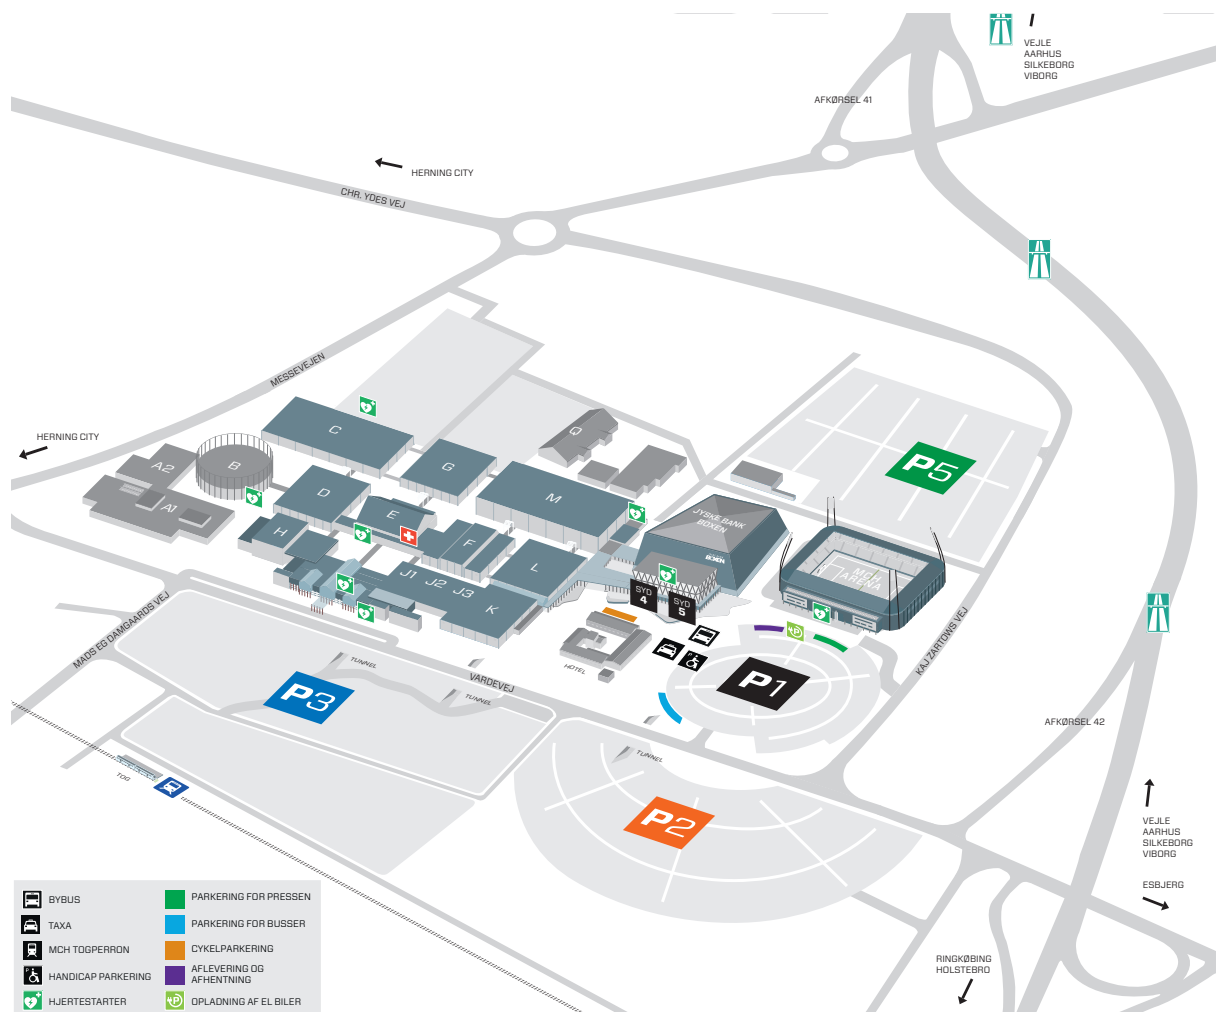 VEJLE
AARHUS
SILKEBORG
VIBORG
AFKØRSEL 41
HERNING CITY
CHR. YDES VEJ
MESSEVEJEN
HERNING CITY
C
Q
A2
B
G
P5
D
M
A1
E
JYSKE BANK
BOXEN
H
F
BOXEN
J1
J2
J3
L
K
MCH
ARENA
SYD
4
SYD
5
MADS EG DAMGAARDS VEJ
KAJ ZARTOWS VEJ
P
P
HOTEL
TUNNEL
VARDEVEJ
P3
TUNNEL
P1
AFKØRSEL 42
TUNNEL
TOG
P2
VEJLE
AARHUS
SILKEBORG
VIBORG
ESBJERG
RINGKØBING
HOLSTEBRO
BYBUS
TAXA
MCH TOGPERRON
P
HANDICAP PARKERING
HJERTESTARTER
PARKERING FOR PRESSEN
PARKERING FOR BUSSER
CYKELPARKERING
AFLEVERING OG
AFHENTNING
P
OPLADNING AF EL BILER